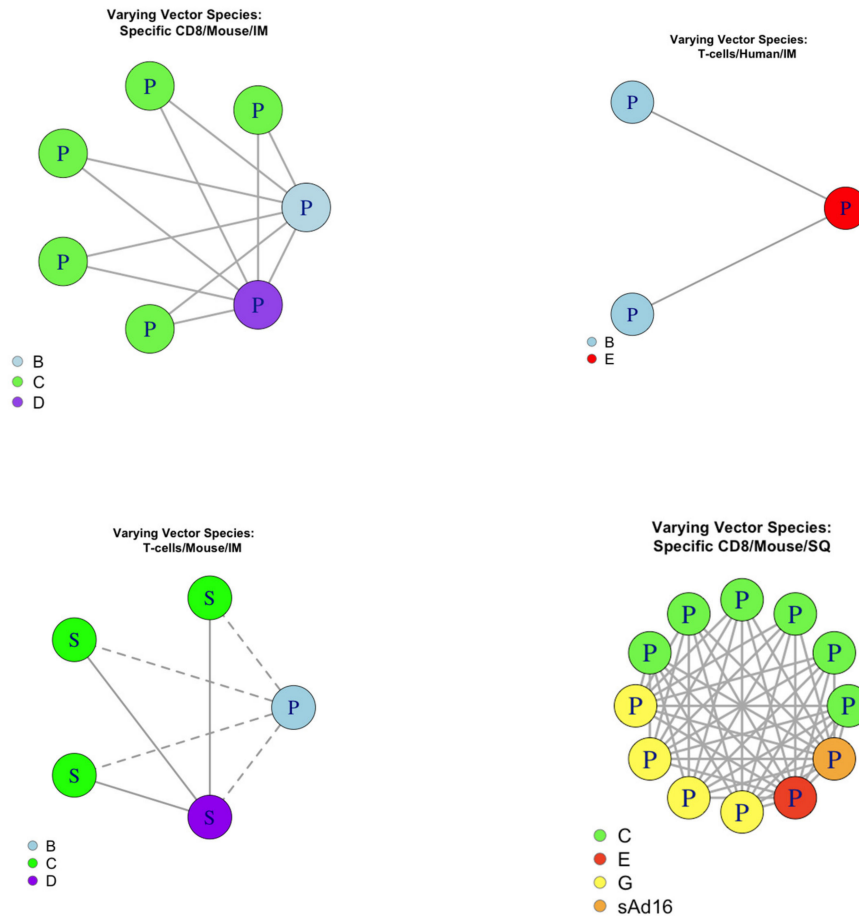 Varying Vector Species:
Specific CD8/Mouse/IM
P
P
P
P
P
P
P
B
C
D
Varying Vector Species:
T-cells/Human/IM
P
P
P
B
E
Varying Vector Species:
T-cells/Mouse/IM
S
S
P
S
S
B
C
D
Varying Vector Species:
Specific CD8/Mouse/SQ
P
P
P
P
P
P
P
P
P
P
P
P
C
E
G
sAd16